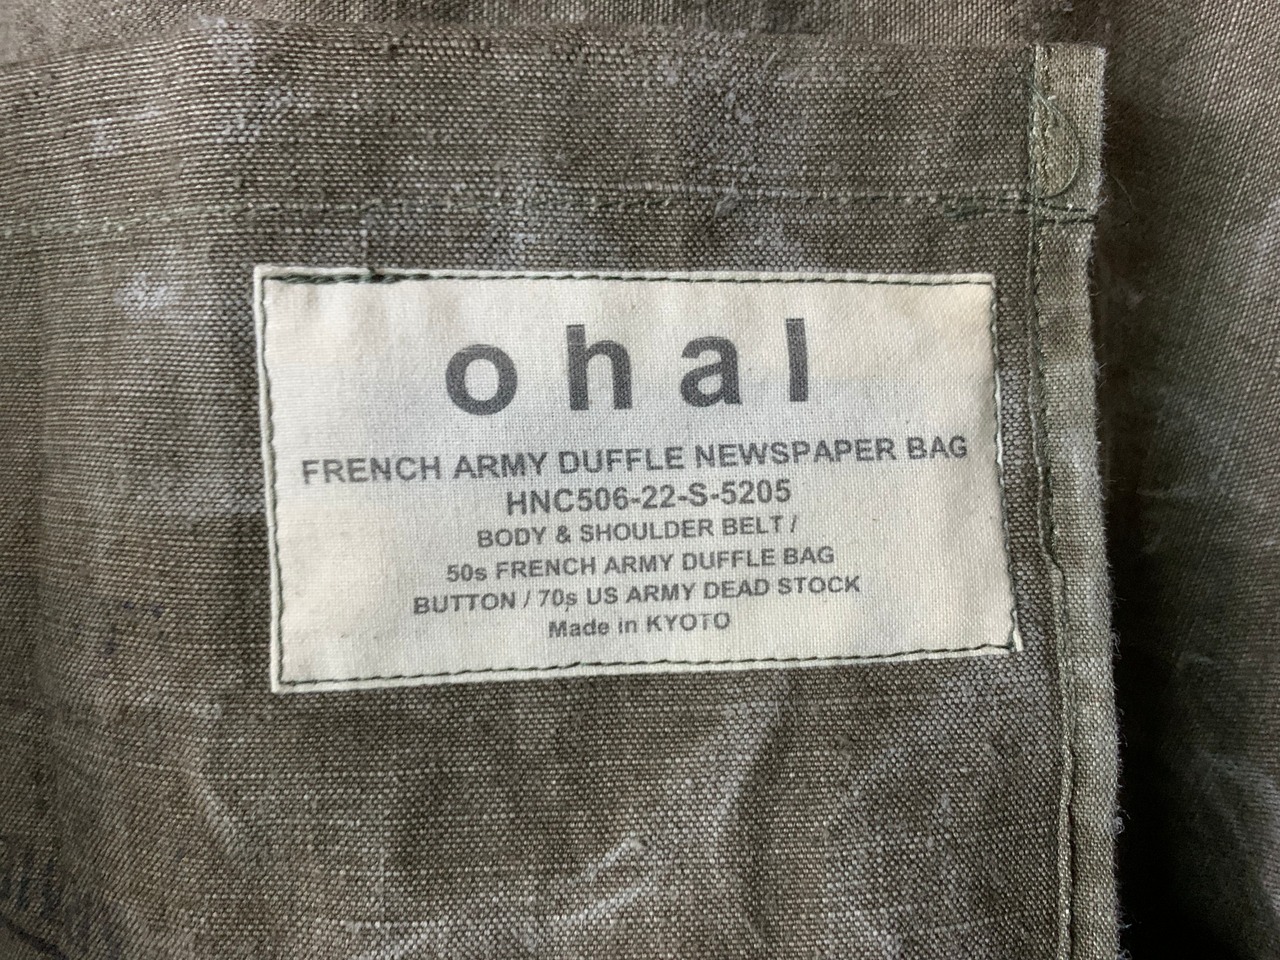 ohal
FRENCH ARMY DUFFLE NEWSPAPER BAG
HNC506-22-S-5205
BODY & SHOULDER BELT /
50s FRENCH ARMY DUFFLE BAG
BUTTON / 70s US ARMY DEAD STOCK
Made in KYOTO